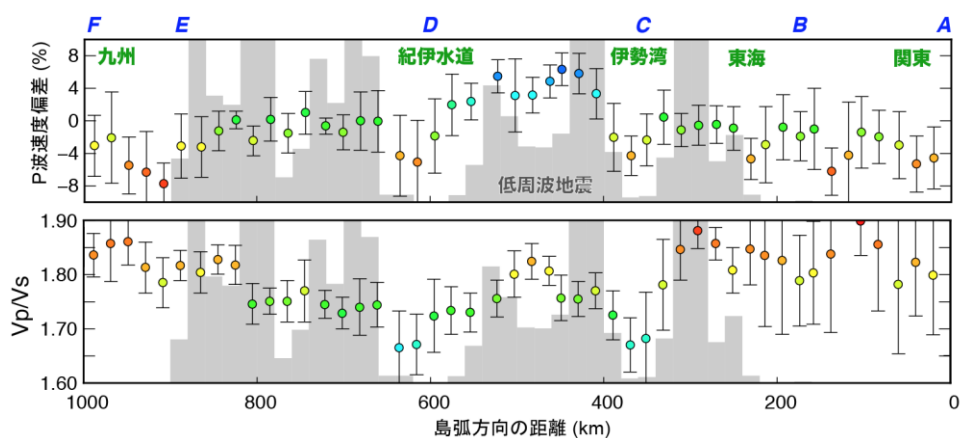 F E D C B A
九州 紀伊水道 伊勢湾 東海 関東
P波速度偏差 (%)
8
4
0
−4
−8
低周波地震
Vp/Vs
1.90
1.80
1.70
1.60
1000 800 600 400 200 0
島弧方向の距離 (km)